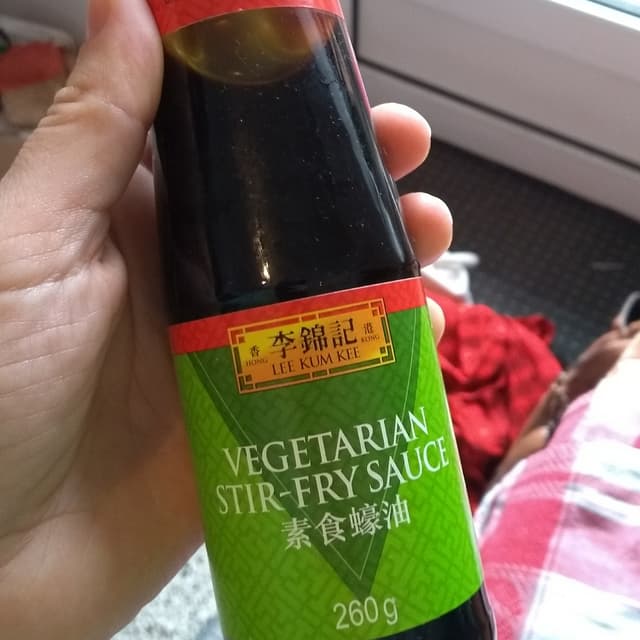 香 李錦記 港
HONG LEE KUM KEE KONG
VEGETARIAN
STIR-FRY SAUCE
素食蠔油
260g